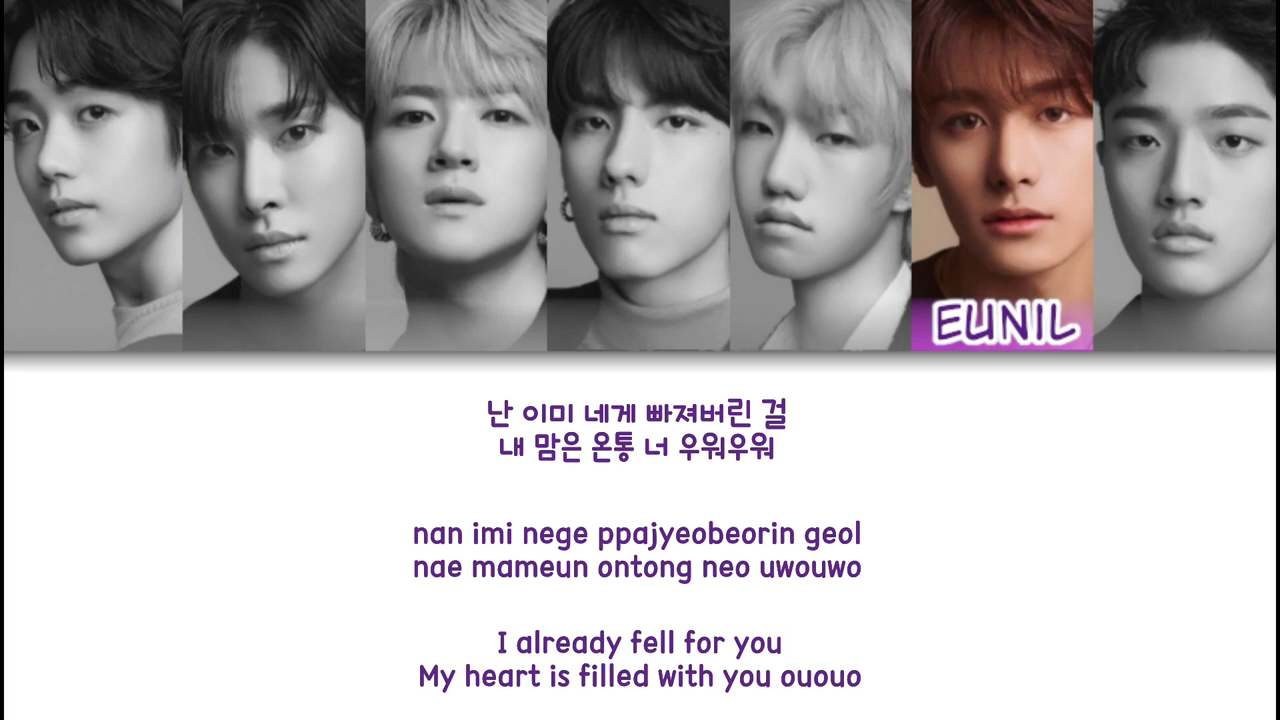 EUNIL
난 이미 네게 빠져버린 걸
내 맘은 온통 너 우워우워
nan imi nege ppajyeobeorin geol
nae mameun ontong neo uwouwo
I already fell for you
My heart is filled with you ououo